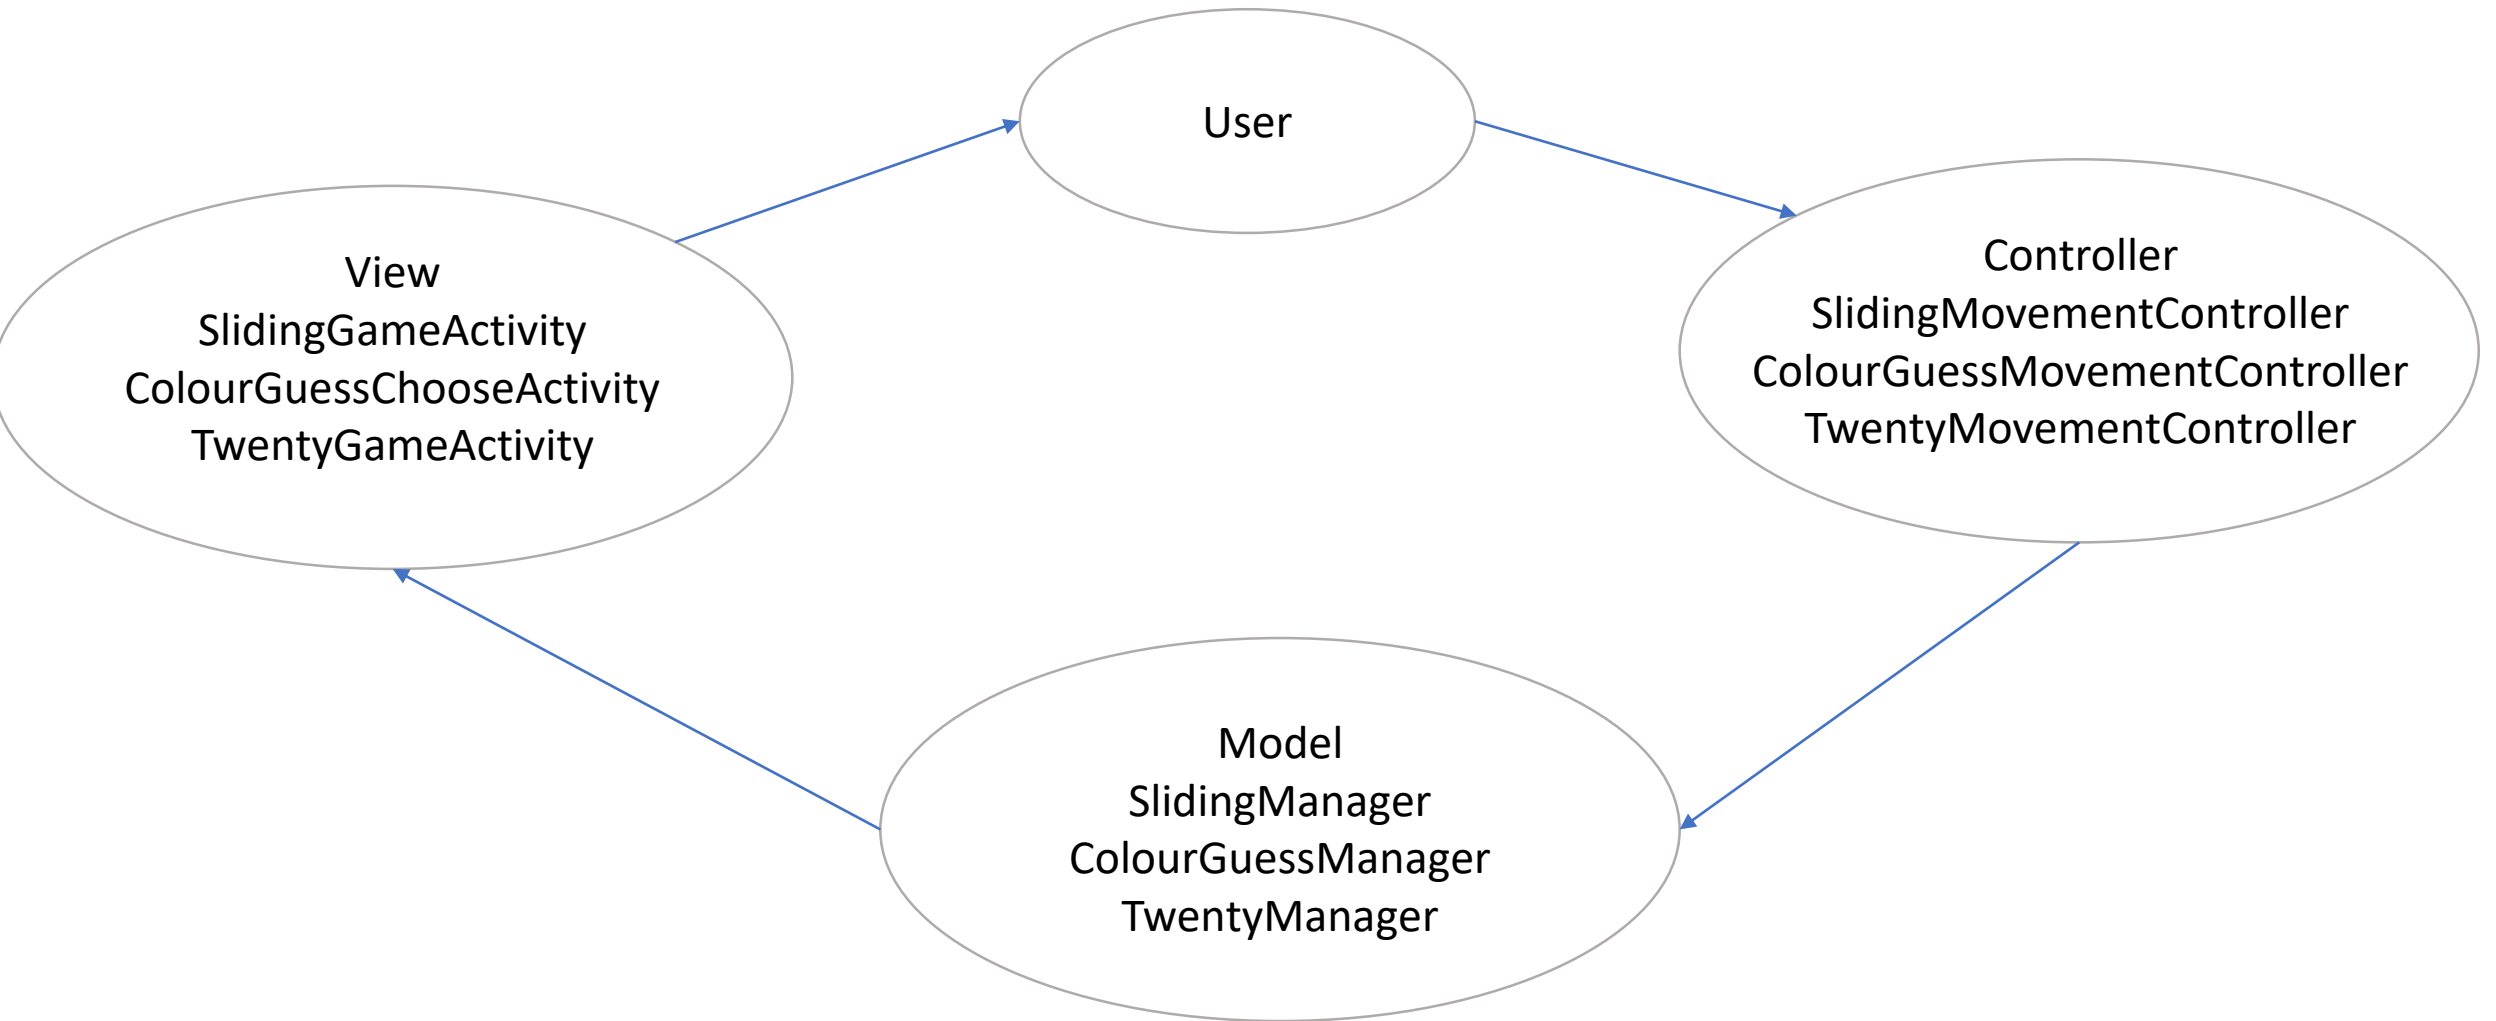 User
View
SlidingGameActivity
ColourGuessChooseActivity
TwentyGameActivity
Controller
SlidingMovementController
ColourGuessMovementController
TwentyMovementController
Model
SlidingManager
ColourGuessManager
TwentyManager